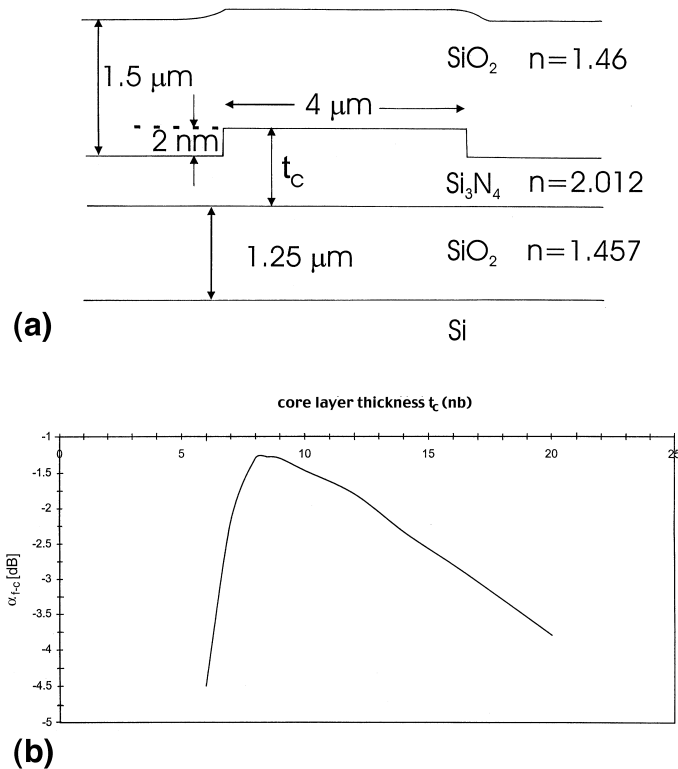 SiO2 n=1.46
1.5 μm
4 μm
2 nm
tC
Si3N4 n=2.012
1.25 μm
SiO2 n=1.457
(a)
Si
core layer thickness tc (nb)
-1
0 5 10 15 20 25
-1.5
-2
-2.5
-3
-3.5
-4
-4.5
-5
αf-c [dB]
(b)